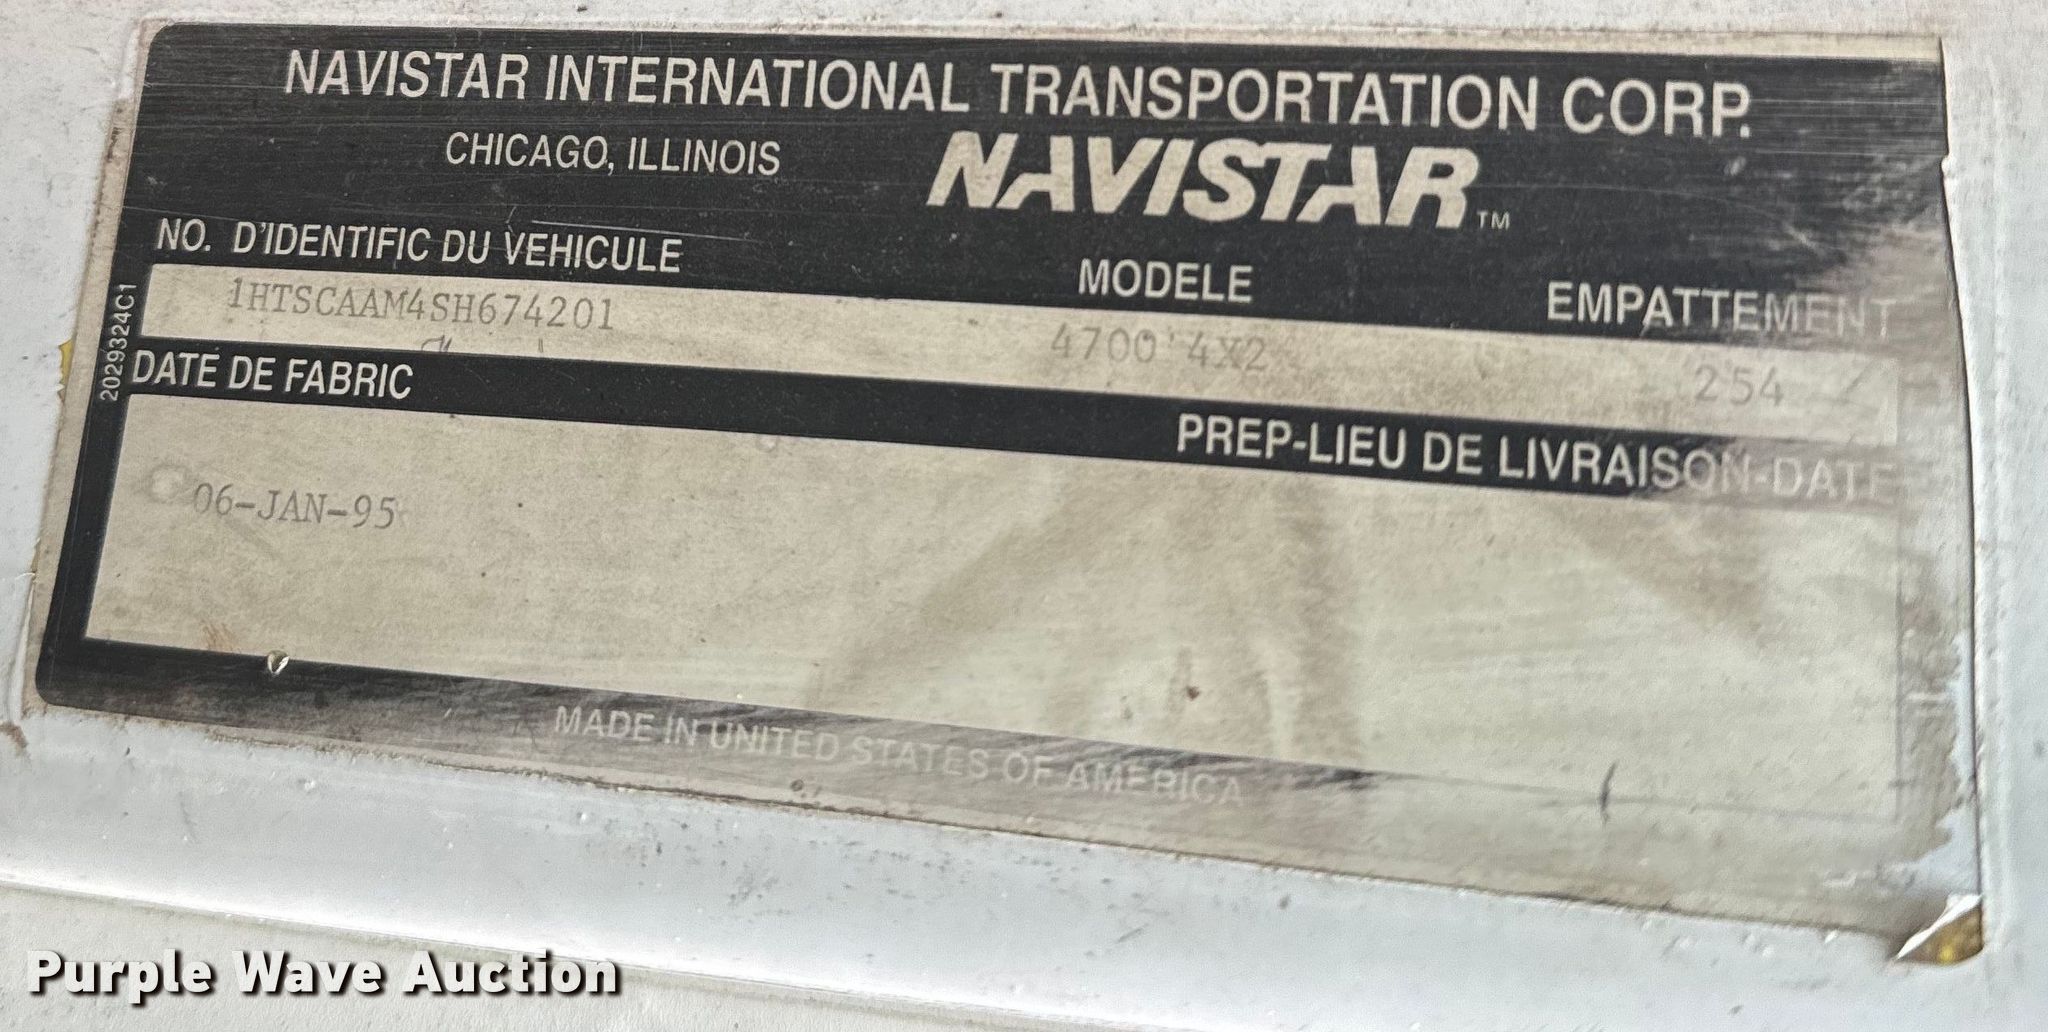 NAVISTAR INTERNATIONAL TRANSPORTATION CORP.
CHICAGO, ILLINOIS
NAVISTAR TM
NO. D'IDENTIFIC DU VEHICULE MODELE EMPATTEMENT
1HTSCAAM4SH674201 4700 4X2 254
2029324C1
DATE DE FABRIC PREP-LIEU DE LIVRAISON-DATE
06-JAN-95
MADE IN UNITED STATES OF AMERICA
Purple Wave Auction